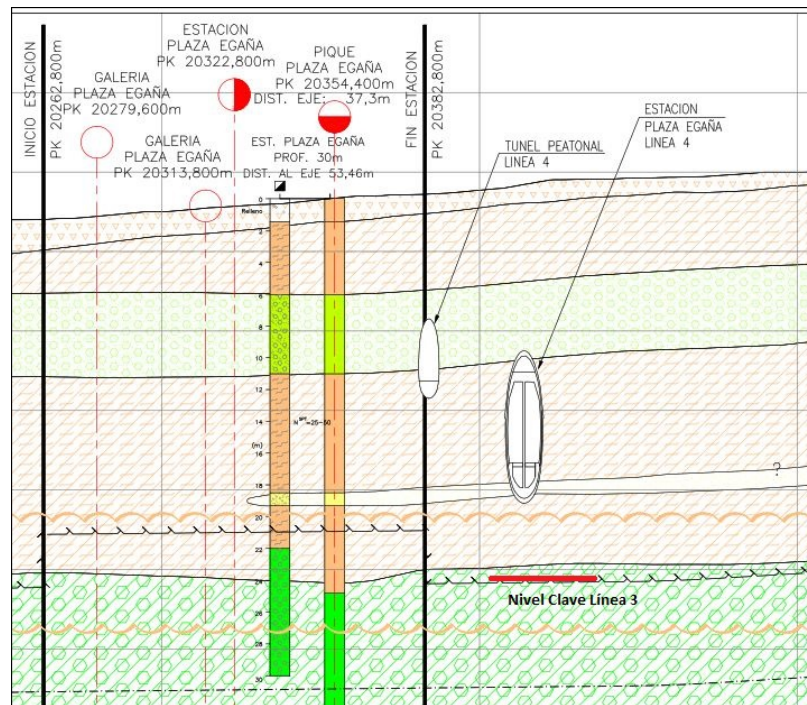 INICIO ESTACION
PK 20262,800m
GALERIA
PLAZA EGAÑA
PK 20279,600m
ESTACION
PLAZA EGAÑA
PK 20322,800m
GALERIA
PLAZA EGAÑA
PK 20313,800m
PIQUE
PLAZA EGAÑA
PK 20354,400m
DIST. EJE: 37,3m
EST. PLAZA EGAÑA
PROF. 30m
DIST. AL EJE 53,46m
FIN ESTACION
PK 20382,800m
TUNEL PEATONAL
LINEA 4
ESTACION
PLAZA EGAÑA
LINEA 4
0
Relleno
2
4
6
8
10
12
14
(m)
16
18
20
22
24
26
28
30
N SPT=25-50
?
Nivel Clave Línea 3